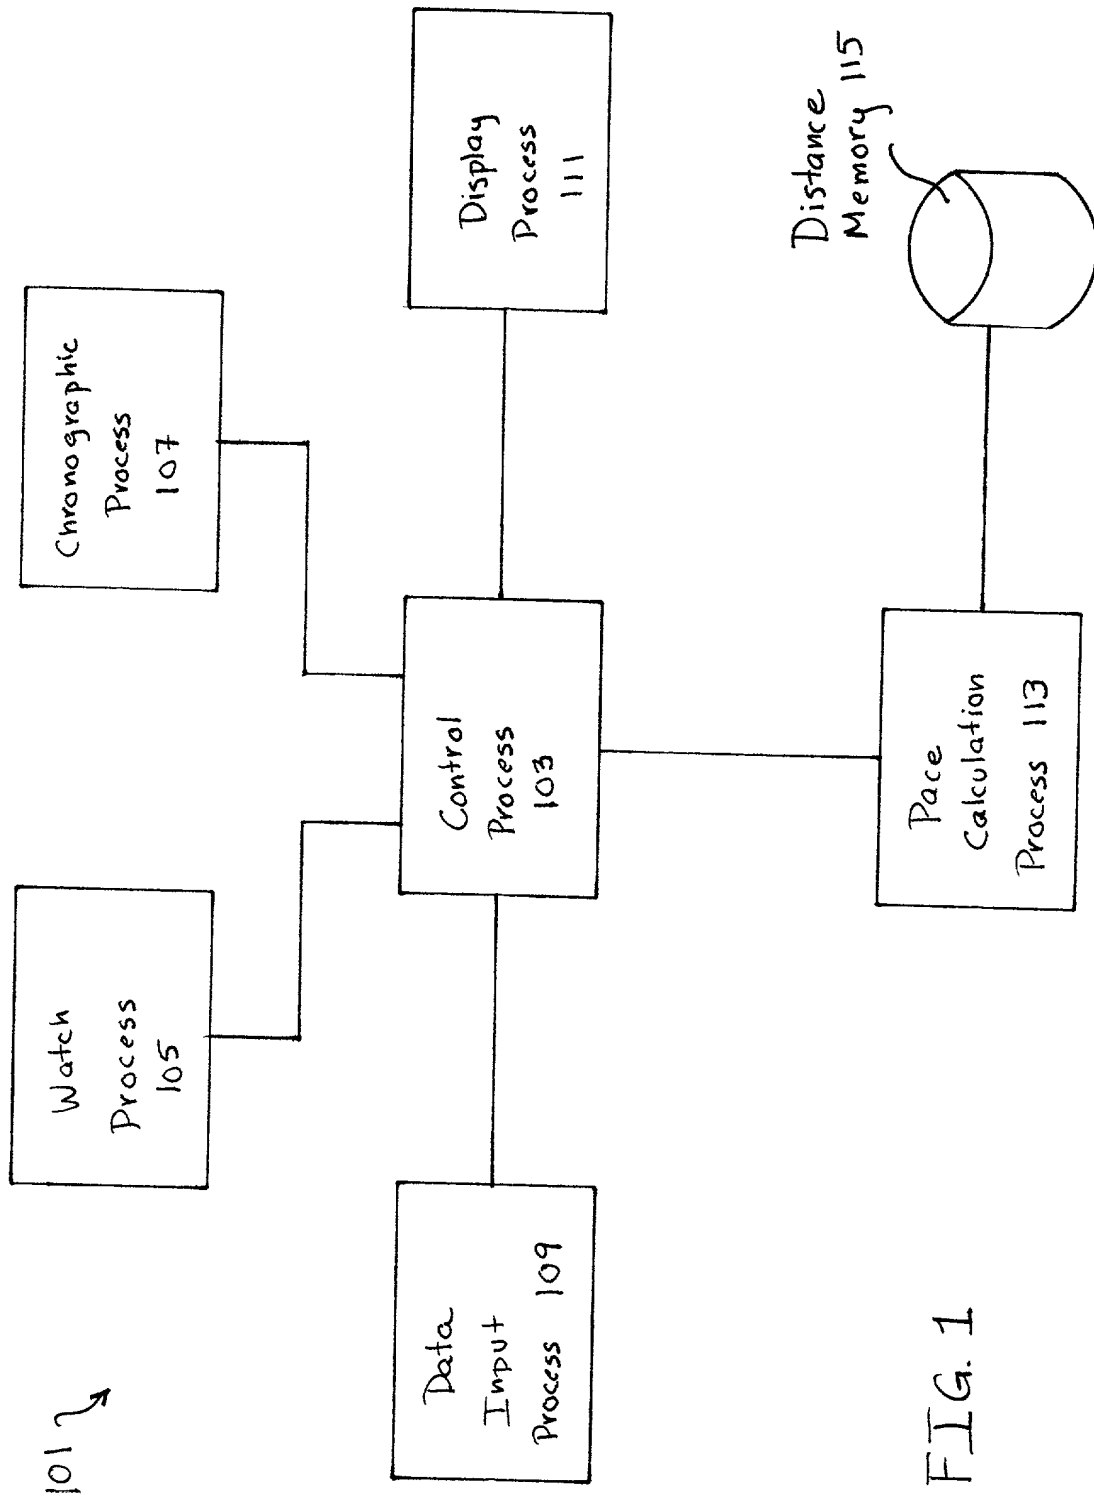 101
Watch
Process
105
Chronographic
Process
107
Data
Input
Process 109
Control
Process
103
Display
Process
111
Pace
Calculation
Process 113
Distance
Memory 115
FIG. 1